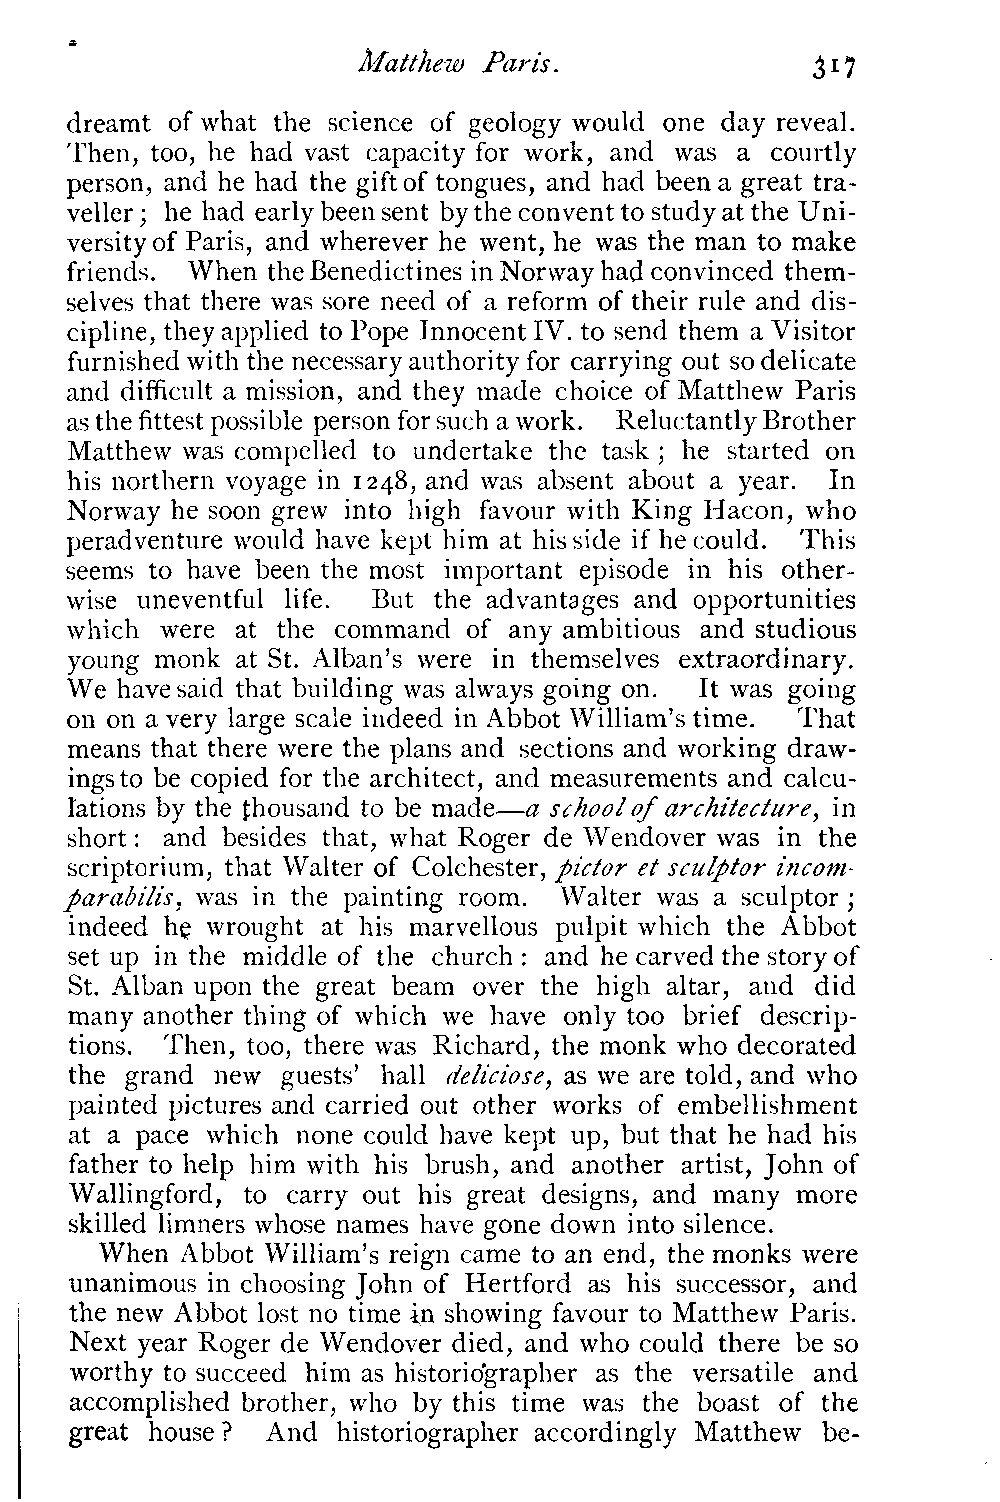 Matthew Paris. 317
dreamt of what the science of geology would one day reveal.
Then, too, he had vast capacity for work, and was a courtly
person, and he had the gift of tongues, and had been a great tra-
veller; he had early been sent by the convent to study at the Uni-
versity of Paris, and wherever he went, he was the man to make
friends. When the Benedictines in Norway had convinced them-
selves that there was sore need of a reform of their rule and dis-
cipline, they applied to Pope Innocent IV. to send them a Visitor
furnished with the necessary authority for carrying out so delicate
and difficult a mission, and they made choice of Matthew Paris
as the fittest possible person for such a work. Reluctantly Brother
Matthew was compelled to undertake the task; he started on
his northern voyage in 1248, and was absent about a year. In
Norway he soon grew into high favour with King Hacon, who
peradventure would have kept him at his side if he could. This
seems to have been the most important episode in his other-
wise uneventful life. But the advantages and opportunities
which were at the command of any ambitious and studious
young monk at St. Alban's were in themselves extraordinary.
We have said that building was always going on. It was going
on on a very large scale indeed in Abbot William's time. That
means that there were the plans and sections and working draw-
ings to be copied for the architect, and measurements and calcu-
lations by the thousand to be made—a school of architecture, in
short: and besides that, what Roger de Wendover was in the
scriptorium, that Walter of Colchester, pictor et sculptor incom-
parabilis, was in the painting room. Walter was a sculptor;
indeed he wrought at his marvellous pulpit which the Abbot
set up in the middle of the church: and he carved the story of
St. Alban upon the great beam over the high altar, and did
many another thing of which we have only too brief descrip-
tions. Then, too, there was Richard, the monk who decorated
the grand new guests' hall deliciose, as we are told, and who
painted pictures and carried out other works of embellishment
at a pace which none could have kept up, but that he had his
father to help him with his brush, and another artist, John of
Wallingford, to carry out his great designs, and many more
skilled limners whose names have gone down into silence.
When Abbot William's reign came to an end, the monks were
unanimous in choosing John of Hertford as his successor, and
the new Abbot lost no time in showing favour to Matthew Paris.
Next year Roger de Wendover died, and who could there be so
worthy to succeed him as historiographer as the versatile and
accomplished brother, who by this time was the boast of the
great house? And historiographer accordingly Matthew be-